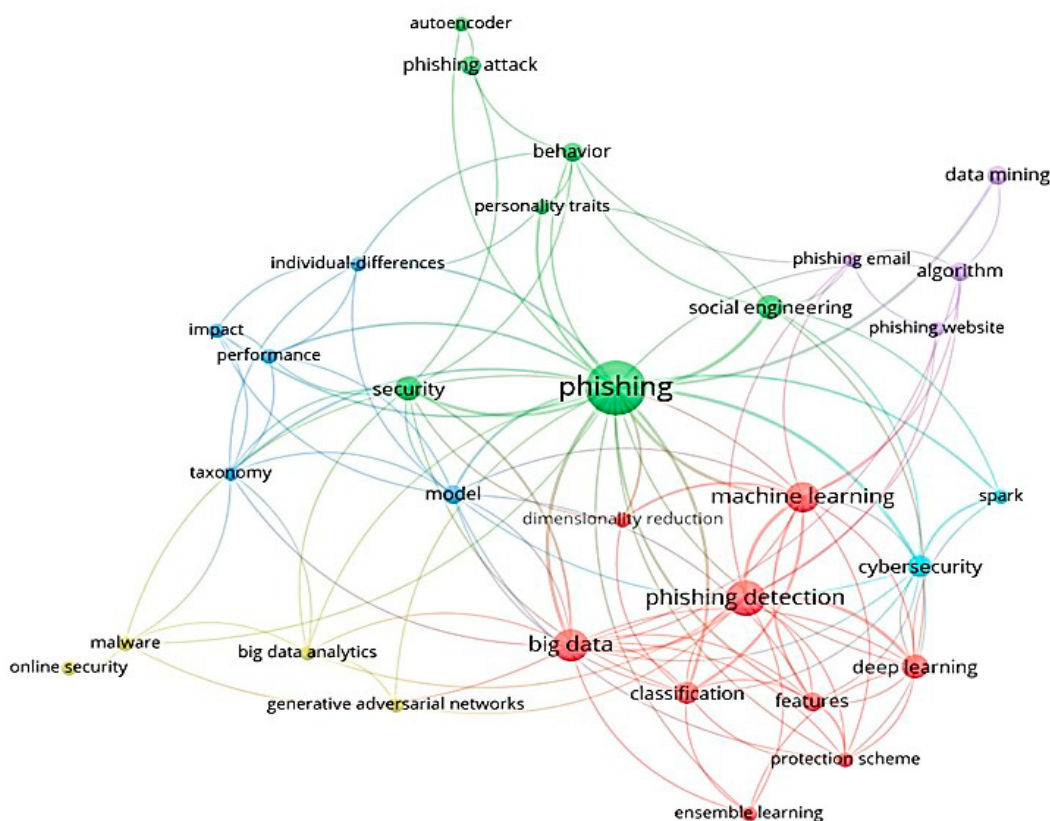 autoencoder
phishing attack
behavior
data mining
personality traits
individual-differences
phishing email
algorithm
social engineering
impact
phishing website
performance
phishing
security
taxonomy
model
machine learning
spark
dimensionality reduction
cybersecurity
phishing detection
malware
big data
online security
big data analytics
deep learning
classification
features
generative adversarial networks
protection scheme
ensemble learning